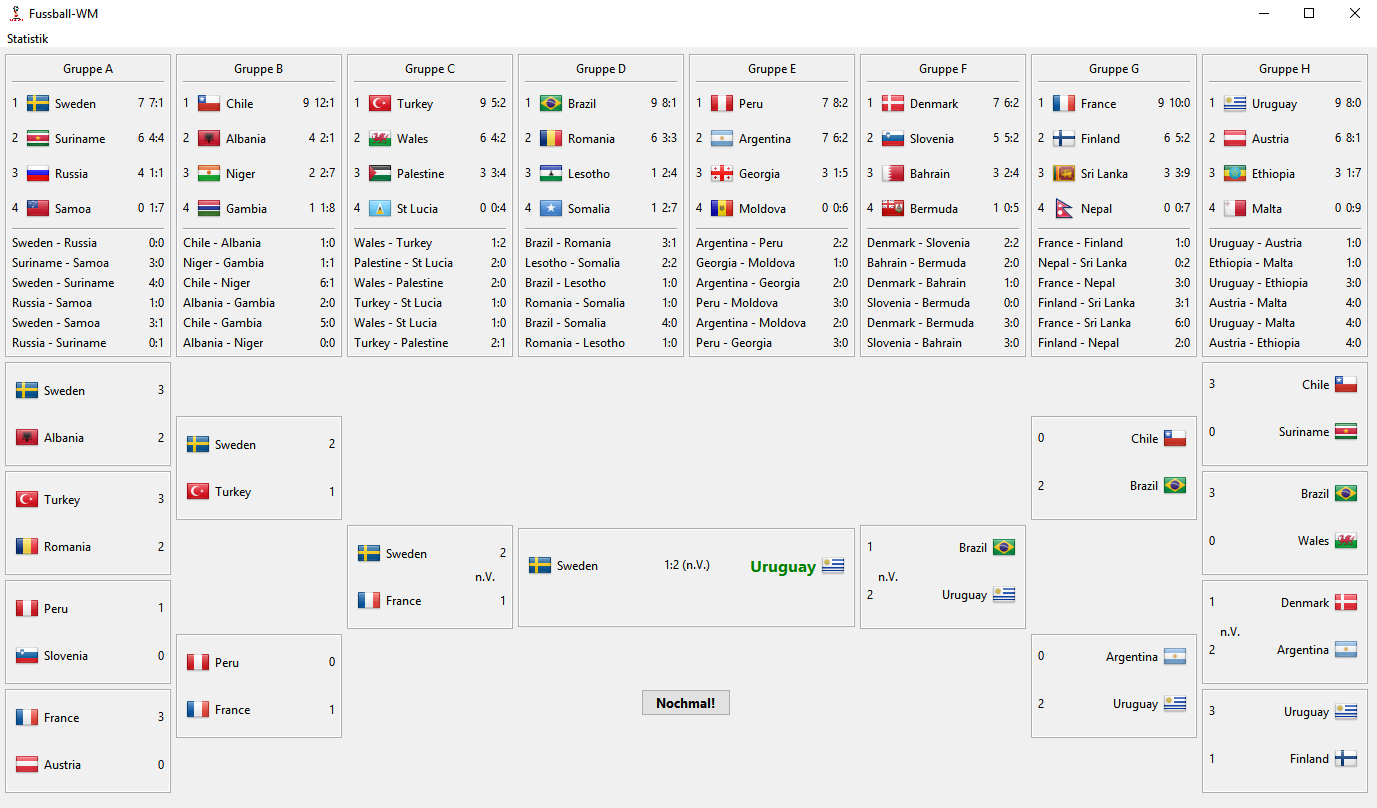 Fussball-WM
Statistik
Gruppe A
1 Sweden 7 7:1
2 Suriname 6 4:4
3 Russia 4 1:1
4 Samoa 0 1:7
Sweden - Russia 0:0
Suriname - Samoa 3:0
Sweden - Suriname 4:0
Russia - Samoa 1:0
Sweden - Samoa 3:1
Russia - Suriname 0:1
Gruppe B
1 Chile 9 12:1
2 Albania 4 2:1
3 Niger 2 2:7
4 Gambia 1 1:8
Chile - Albania 1:0
Niger - Gambia 1:1
Chile - Niger 6:1
Albania - Gambia 2:0
Chile - Gambia 5:0
Albania - Niger 0:0
Gruppe C
1 Turkey 9 5:2
2 Wales 6 4:2
3 Palestine 3 3:4
4 St Lucia 0 0:4
Wales - Turkey 1:2
Palestine - St Lucia 2:0
Wales - Palestine 2:0
Turkey - St Lucia 1:0
Wales - St Lucia 1:0
Turkey - Palestine 2:1
Gruppe D
1 Brazil 9 8:1
2 Romania 6 3:3
3 Lesotho 1 2:4
4 Somalia 1 2:7
Brazil - Romania 3:1
Lesotho - Somalia 2:2
Brazil - Lesotho 1:0
Romania - Somalia 1:0
Brazil - Somalia 4:0
Romania - Lesotho 1:0
Gruppe E
1 Peru 7 8:2
2 Argentina 7 6:2
3 Georgia 3 1:5
4 Moldova 0 0:6
Argentina - Peru 2:2
Georgia - Moldova 1:0
Argentina - Georgia 2:0
Peru - Moldova 3:0
Argentina - Moldova 2:0
Peru - Georgia 3:0
Gruppe F
1 Denmark 7 6:2
2 Slovenia 5 5:2
3 Bahrain 3 2:4
4 Bermuda 1 0:5
Denmark - Slovenia 2:2
Bahrain - Bermuda 2:0
Denmark - Bahrain 1:0
Slovenia - Bermuda 0:0
Denmark - Bermuda 3:0
Slovenia - Bahrain 3:0
Gruppe G
1 France 9 10:0
2 Finland 6 5:2
3 Sri Lanka 3 3:9
4 Nepal 0 0:7
France - Finland 1:0
Nepal - Sri Lanka 0:2
France - Nepal 3:0
Finland - Sri Lanka 3:1
France - Sri Lanka 6:0
Finland - Nepal 2:0
Gruppe H
1 Uruguay 9 8:0
2 Austria 6 8:1
3 Ethiopia 3 1:7
4 Malta 0 0:9
Uruguay - Austria 1:0
Ethiopia - Malta 1:0
Uruguay - Ethiopia 3:0
Austria - Malta 4:0
Uruguay - Malta 4:0
Austria - Ethiopia 4:0
Sweden 3
Albania 2
Turkey 3
Romania 2
Peru 1
Slovenia 0
France 3
Austria 0
Sweden 2
Turkey 1
Peru 0
France 1
Sweden 2
n.V.
France 1
Sweden 1:2 (n.V.) Uruguay
Nochmal!
1 Brazil
n.V.
2 Uruguay
0 Chile
2 Brazil
0 Argentina
2 Uruguay
3 Chile
0 Suriname
3 Brazil
0 Wales
1 Denmark
n.V.
2 Argentina
3 Uruguay
1 Finland